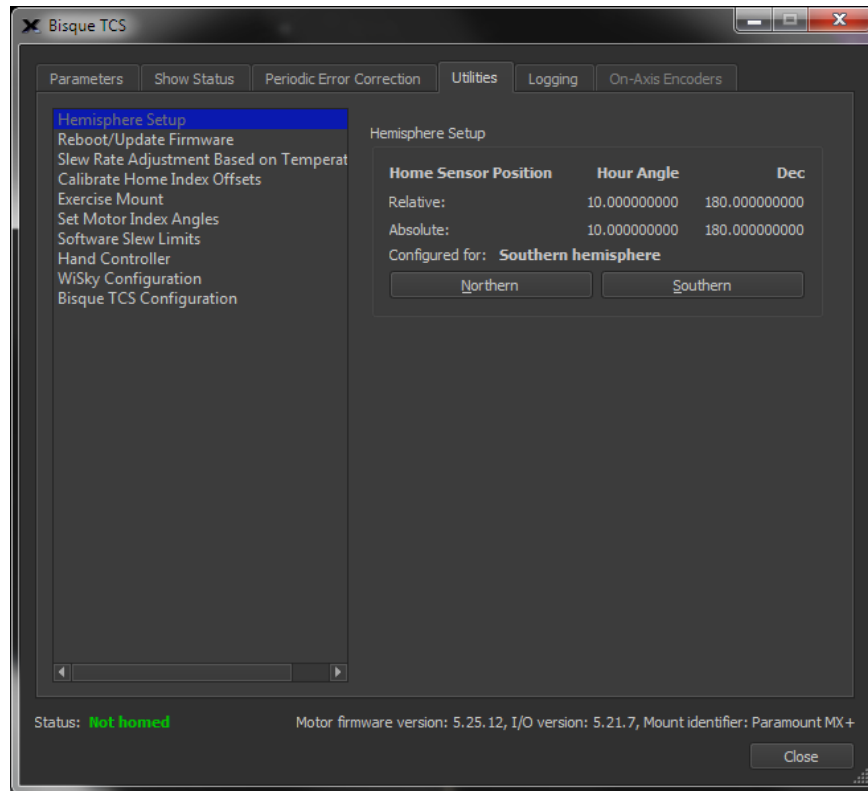 Bisque TCS
Parameters Show Status Periodic Error Correction Utilities Logging On-Axis Encoders
Hemisphere Setup
Reboot/Update Firmware
Slew Rate Adjustment Based on Temperat
Calibrate Home Index Offsets
Exercise Mount
Set Motor Index Angles
Software Slew Limits
Hand Controller
WiSky Configuration
Bisque TCS Configuration
Hemisphere Setup
Home Sensor Position Hour Angle Dec
Relative: 10.000000000 180.000000000
Absolute: 10.000000000 180.000000000
Configured for: Southern hemisphere
Northern Southern
Status: Not homed Motor firmware version: 5.25.12, I/O version: 5.21.7, Mount identifier: Paramount MX+
Close